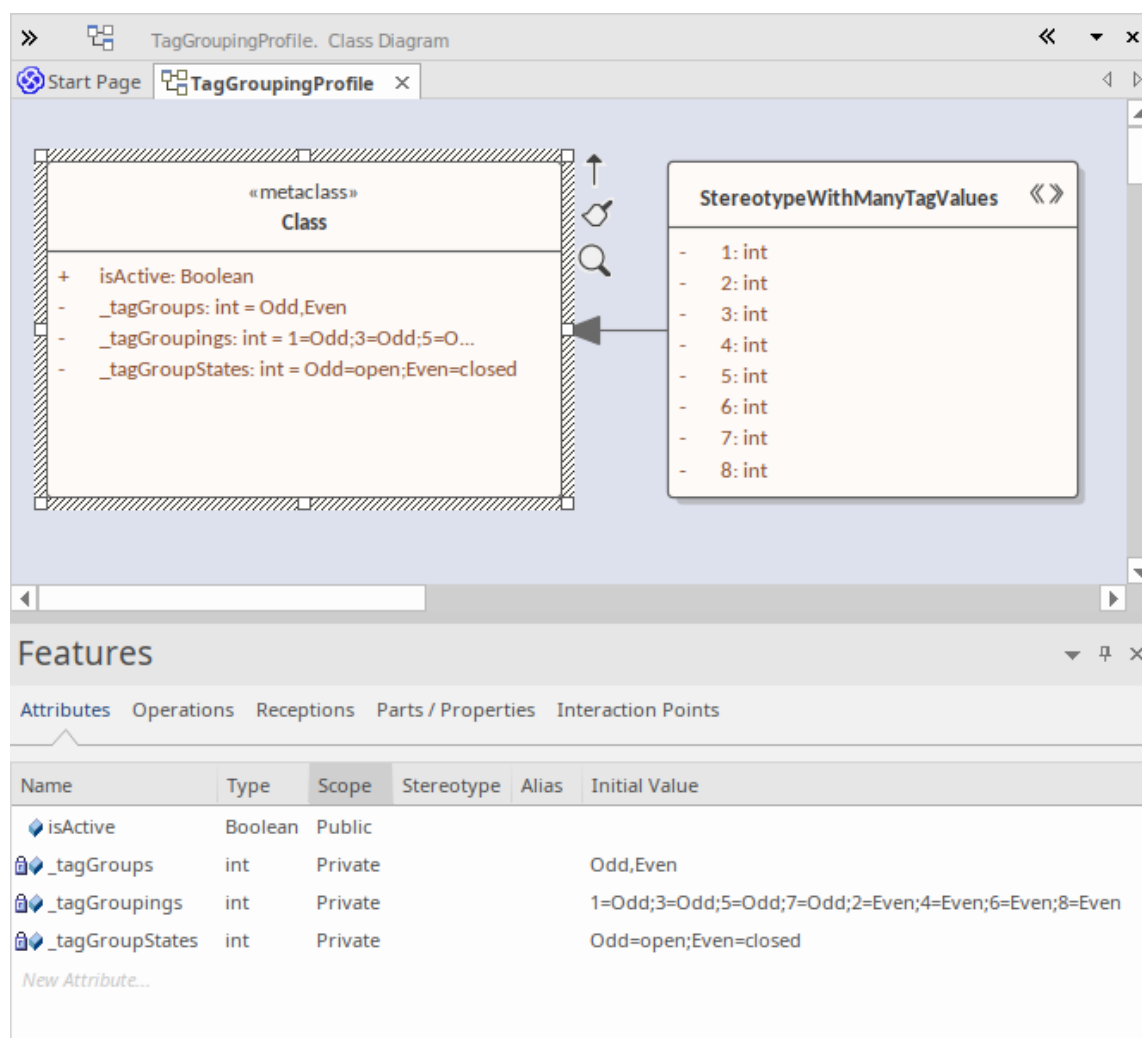 TagGroupingProfile. Class Diagram
Start Page TagGroupingProfile
«metaclass»
Class
+ isActive: Boolean
- _tagGroups: int = Odd,Even
- _tagGroupings: int = 1=Odd;3=Odd;5=O...
- _tagGroupStates: int = Odd=open;Even=closed
StereotypeWithManyTagValues «»
- 1: int
- 2: int
- 3: int
- 4: int
- 5: int
- 6: int
- 7: int
- 8: int
Features
Attributes Operations Receptions Parts / Properties Interaction Points
Name Type Scope Stereotype Alias Initial Value
isActive Boolean Public
_tagGroups int Private Odd,Even
_tagGroupings int Private 1=Odd;3=Odd;5=Odd;7=Odd;2=Even;4=Even;6=Even;8=Even
_tagGroupStates int Private Odd=open;Even=closed
New Attribute...